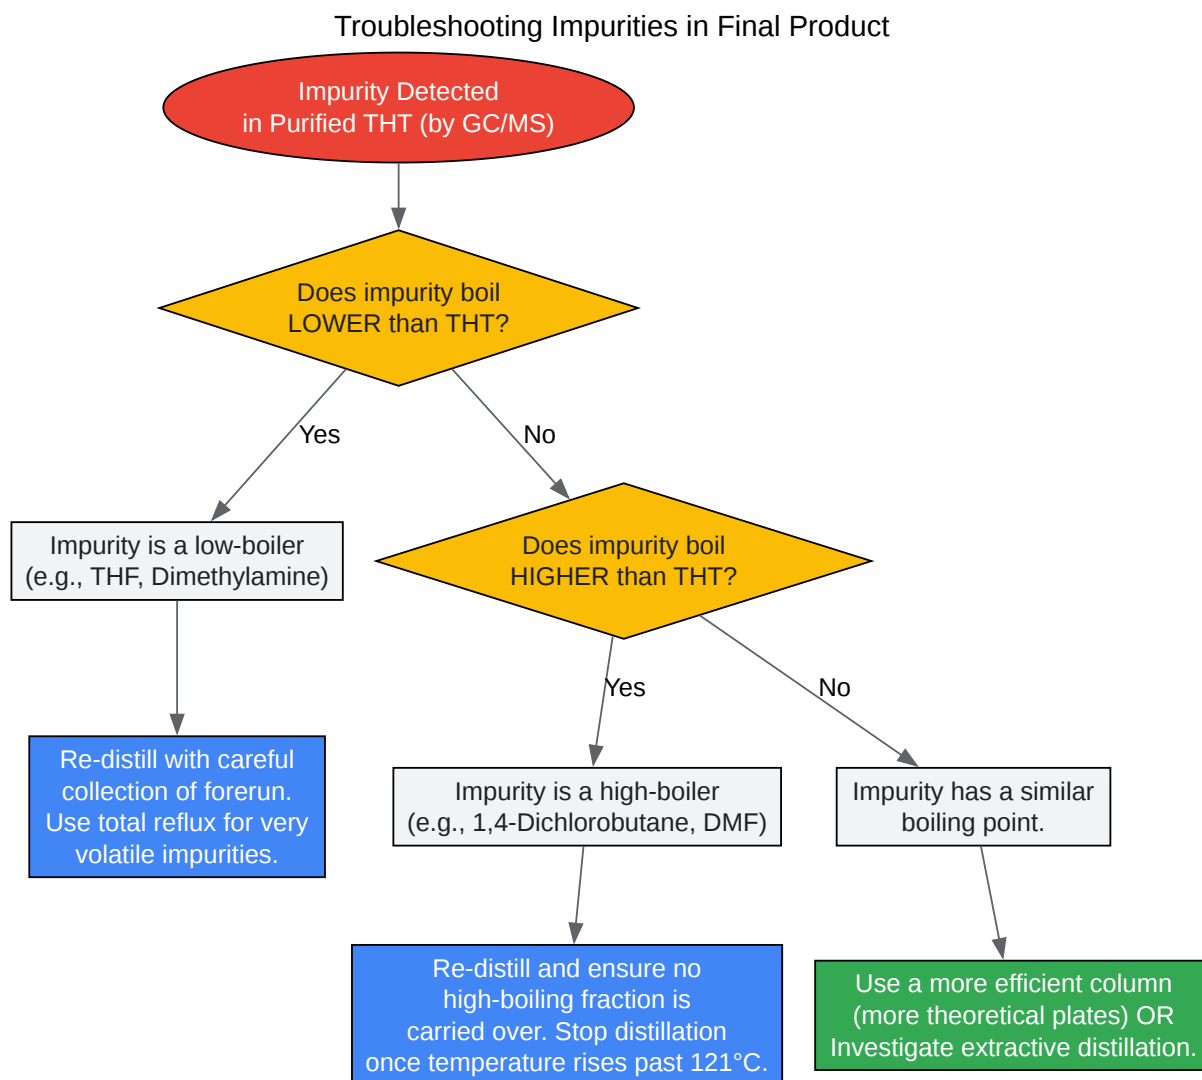 Troubleshooting Impurities in Final Product
Impurity Detected
in Purified THT (by GC/MS)
Does impurity boil
LOWER than THT?
Yes
No
Impurity is a low-boiler
(e.g., THF, Dimethylamine)
Does impurity boil
HIGHER than THT?
Re-distill with careful
collection of forerun.
Use total reflux for very
volatile impurities.
Yes
No
Impurity is a high-boiler
(e.g., 1,4-Dichlorobutane, DMF)
Impurity has a similar
boiling point.
Re-distill and ensure no
high-boiling fraction is
carried over. Stop distillation
once temperature rises past 121°C.
Use a more efficient column
(more theoretical plates) OR
Investigate extractive distillation.